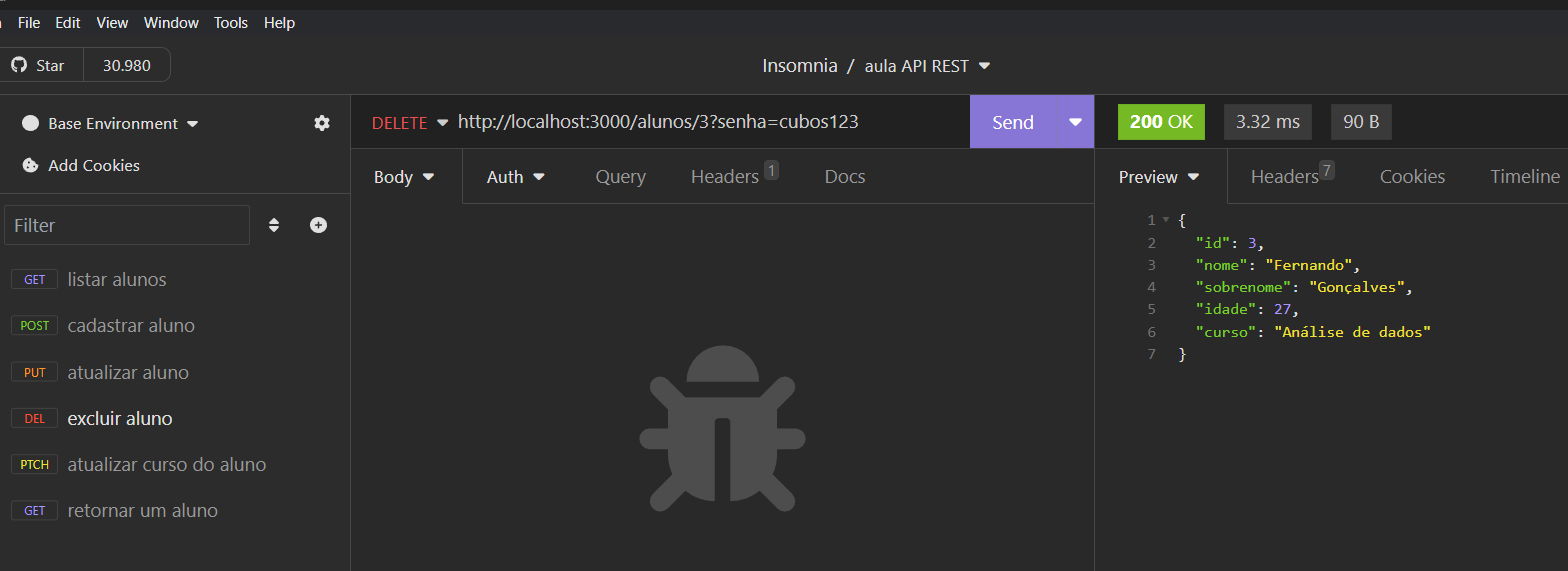 File Edit View Window Tools Help
Star 30.980
Insomnia / aula API REST
Base Environment
Add Cookies
Filter
GET listar alunos
POST cadastrar aluno
PUT atualizar aluno
DEL excluir aluno
PTCH atualizar curso do aluno
GET retornar um aluno
DELETE http://localhost:3000/alunos/3?senha=cubos123 Send
Body Auth Query Headers 1 Docs
200 OK 3.32 ms 90 B
Preview Headers 7 Cookies Timeline
1 {
2 "id": 3,
3 "nome": "Fernando",
4 "sobrenome": "Gonçalves",
5 "idade": 27,
6 "curso": "Análise de dados"
7 }